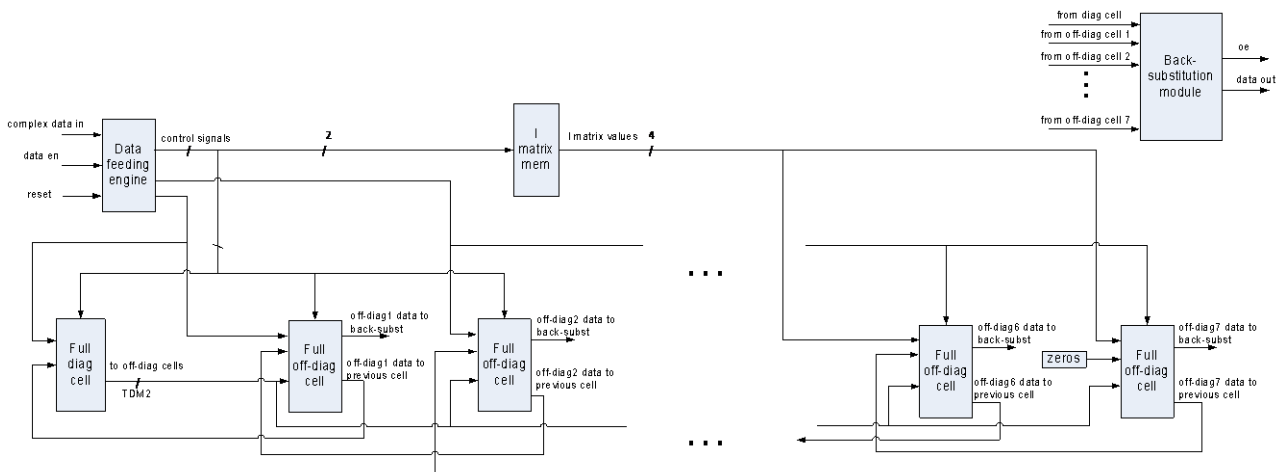 from diag cell
from off-diag cell 1
from off-diag cell 2
from off-diag cell 7
Back-
substitution
module
oe
data out
complex data in
data en
reset
Data
feeding
engine
control signals
2
I
matrix
mem
I matrix values
4
Full
diag
cell
to off-diag cells
TDM2
Full
off-diag
cell
off-diag1 data to
back-subst
off-diag1 data to
previous cell
Full
off-diag
cell
off-diag2 data to
back-subst
off-diag2 data to
previous cell
...
...
Full
off-diag
cell
off-diag6 data to
back-subst
off-diag6 data to
previous cell
zeros
Full
off-diag
cell
off-diag7 data to
back-subst
off-diag7 data to
previous cell